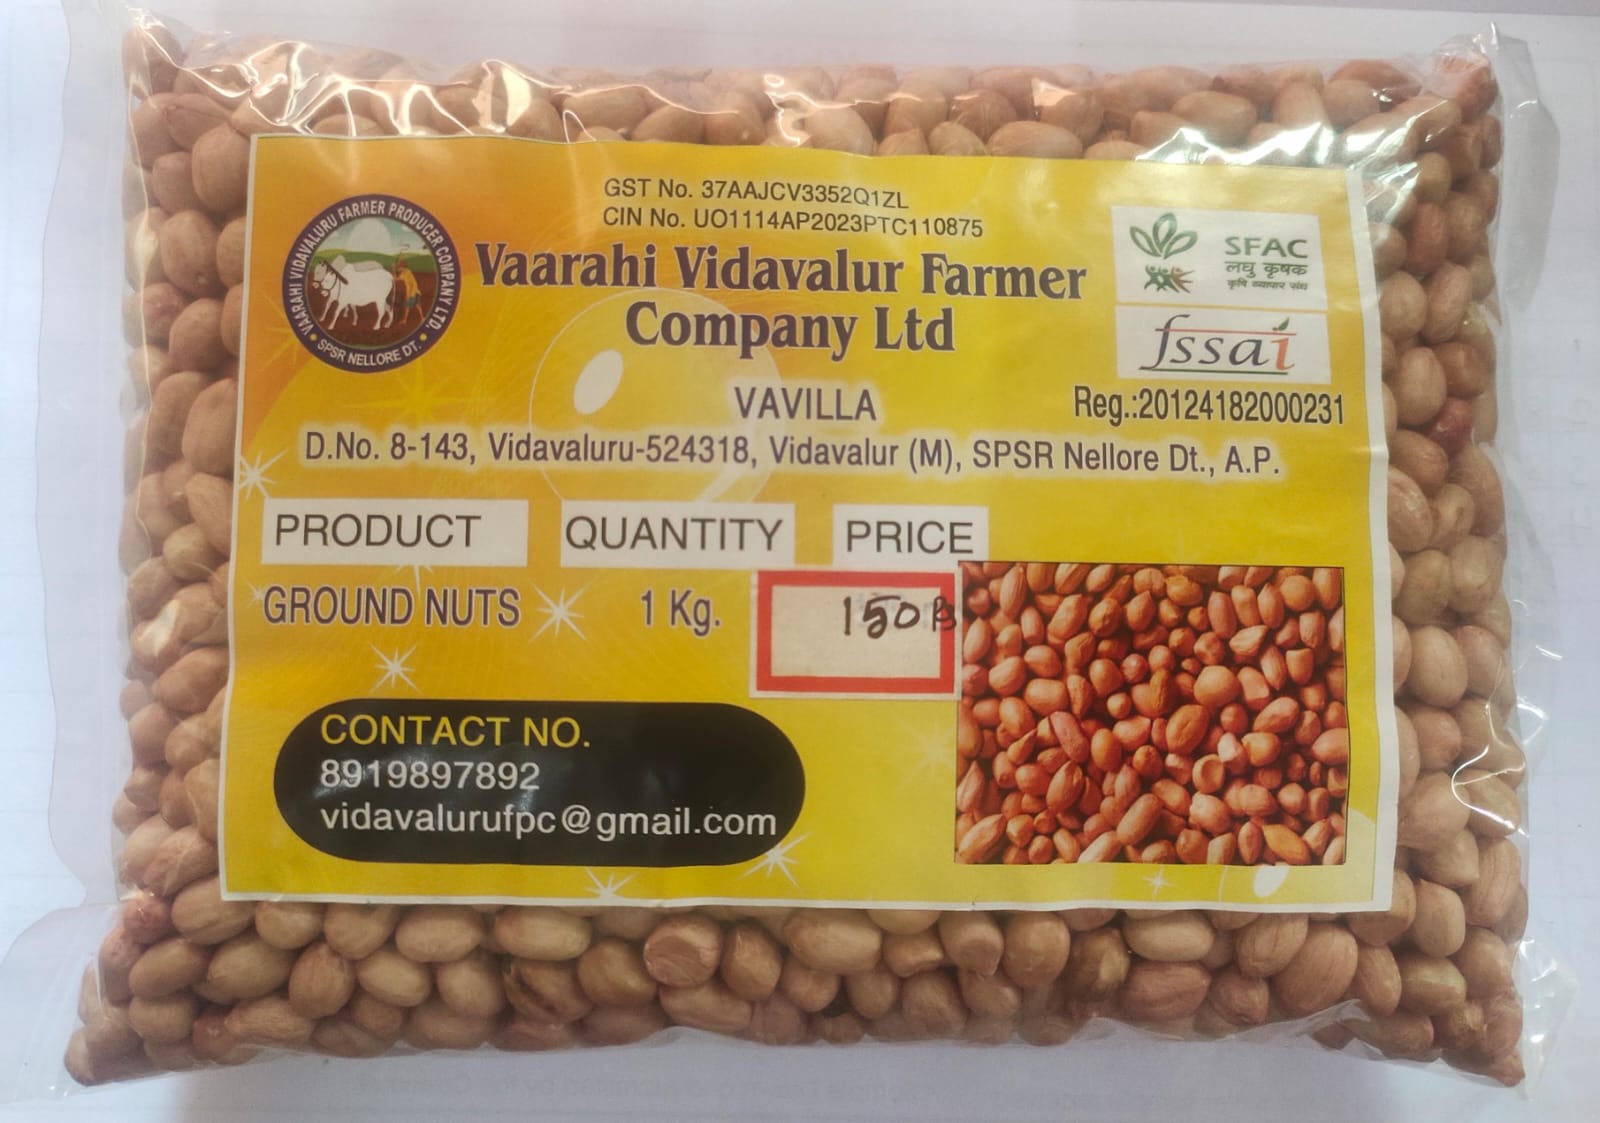 GST No. 37AAJCV3352Q1ZL
CIN No. UO1114AP2023PTC110875
VAARAHI VIDAVALURU FARMER PRODUCER COMPANY LTD.
SPSR NELLORE DT.
Vaarahi Vidavalur Farmer
Company Ltd
SFAC
लघु कृषक
कृषि व्यापार संघ
fssai
VAVILLA
Reg.:20124182000231
D.No. 8-143, Vidavaluru-524318, Vidavalur (M), SPSR Nellore Dt., A.P.
PRODUCT QUANTITY PRICE
GROUND NUTS 1 Kg. 150
CONTACT NO.
8919897892
vidavalurufpc@gmail.com